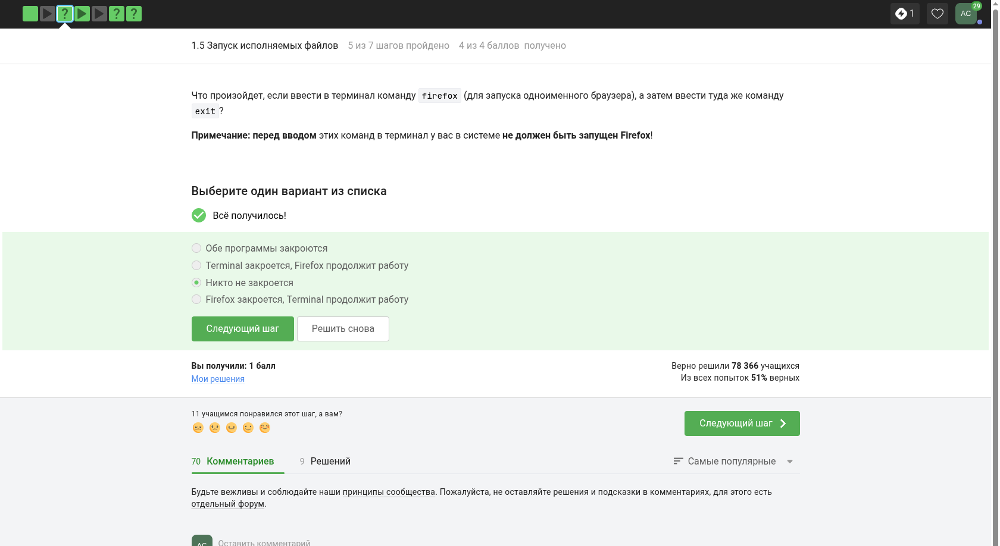 ? ? ?
1
AC
29
1.5 Запуск исполняемых файлов 5 из 7 шагов пройдено 4 из 4 баллов получено
Что произойдет, если ввести в терминал команду firefox (для запуска одноименного браузера), а затем ввести туда же команду
exit ?
Примечание: перед вводом этих команд в терминал у вас в системе не должен быть запущен Firefox!
Выберите один вариант из списка
Всё получилось!
Обе программы закроются
Terminal закроется, Firefox продолжит работу
Никто не закроется
Firefox закроется, Terminal продолжит работу
Следующий шаг Решить снова
Вы получили: 1 балл
Мои решения
Верно решили 78 366 учащихся
Из всех попыток 51% верных
11 учащимся понравился этот шаг, а вам?
Следующий шаг
70 Комментариев 9 Решений Самые популярные
Будьте вежливы и соблюдайте наши принципы сообщества. Пожалуйста, не оставляйте решения и подсказки в комментариях, для этого есть
отдельный форум.
AC Оставить комментарий